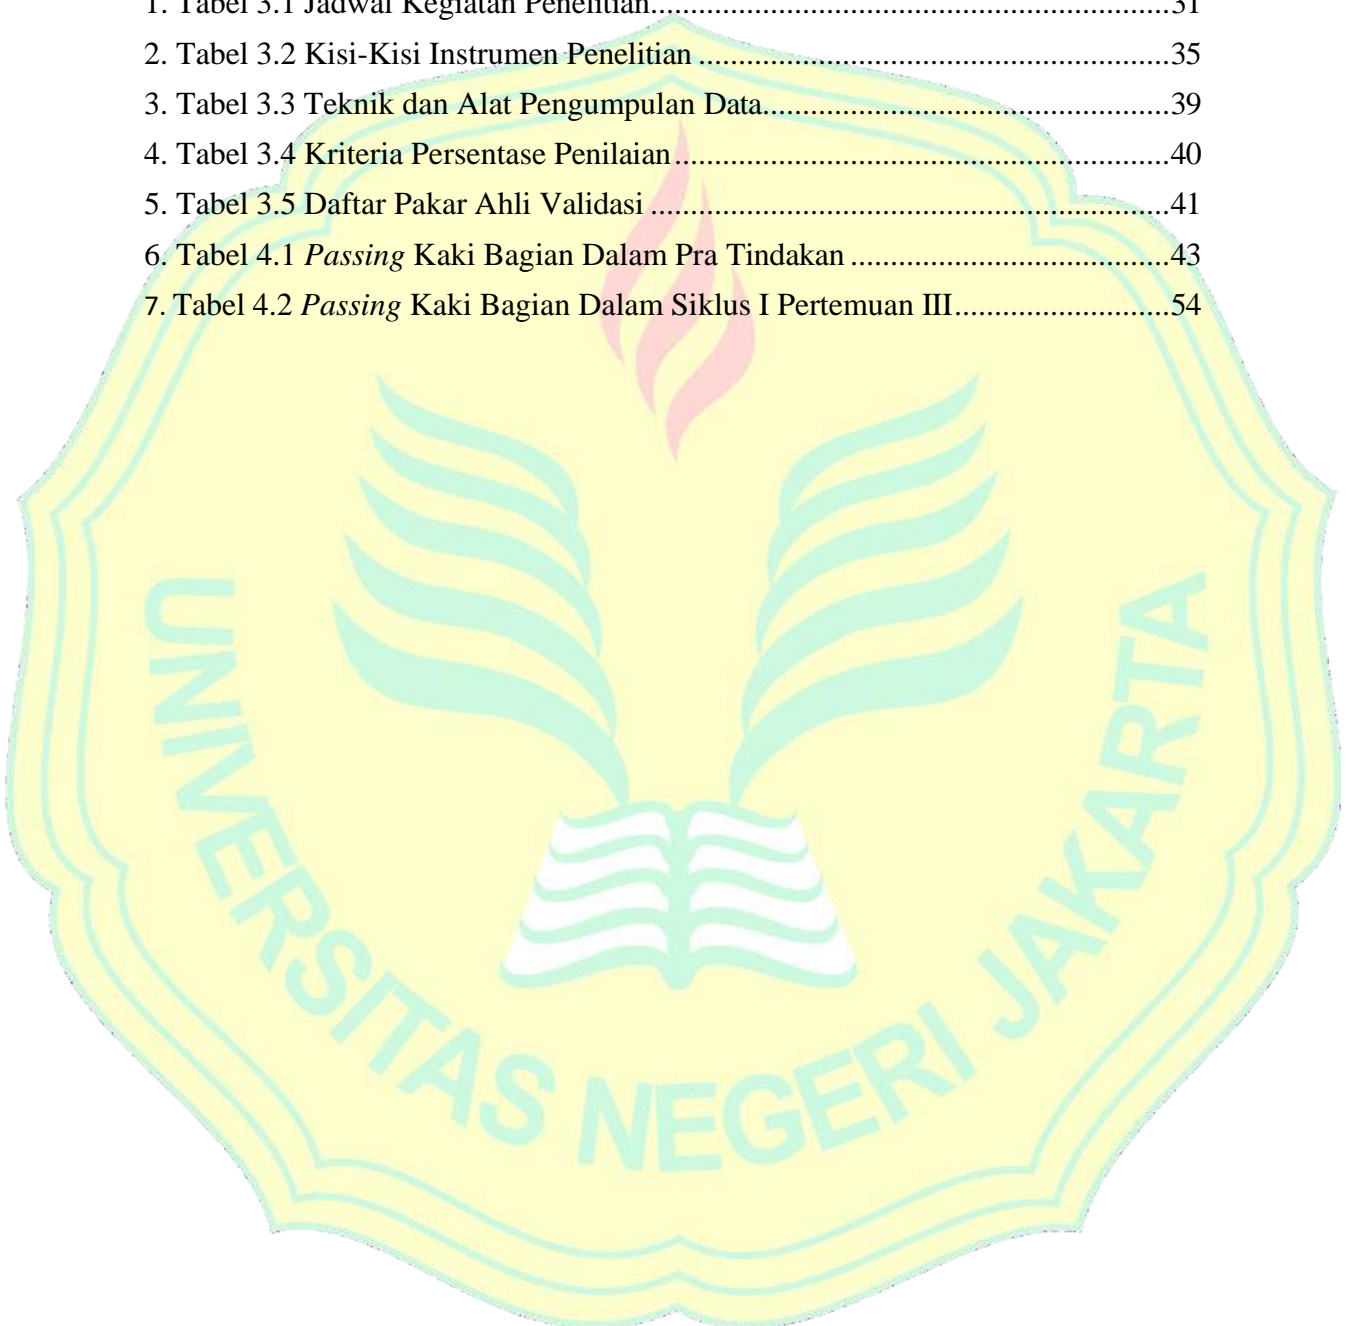 1. Tabel 3.1 Jadwal Kegiatan Penelitian..........................................................................31
2. Tabel 3.2 Kisi-Kisi Instrumen Penelitian ...............................................................35
3. Tabel 3.3 Teknik dan Alat Pengumpulan Data......................................................39
4. Tabel 3.4 Kriteria Persentase Penilaian ..................................................................40
5. Tabel 3.5 Daftar Pakar Ahli Validasi .....................................................................41
6. Tabel 4.1 Passing Kaki Bagian Dalam Pra Tindakan ...........................................43
7. Tabel 4.2 Passing Kaki Bagian Dalam Siklus I Pertemuan III...........................54
UNIVERSITAS NEGERI JAKARTA